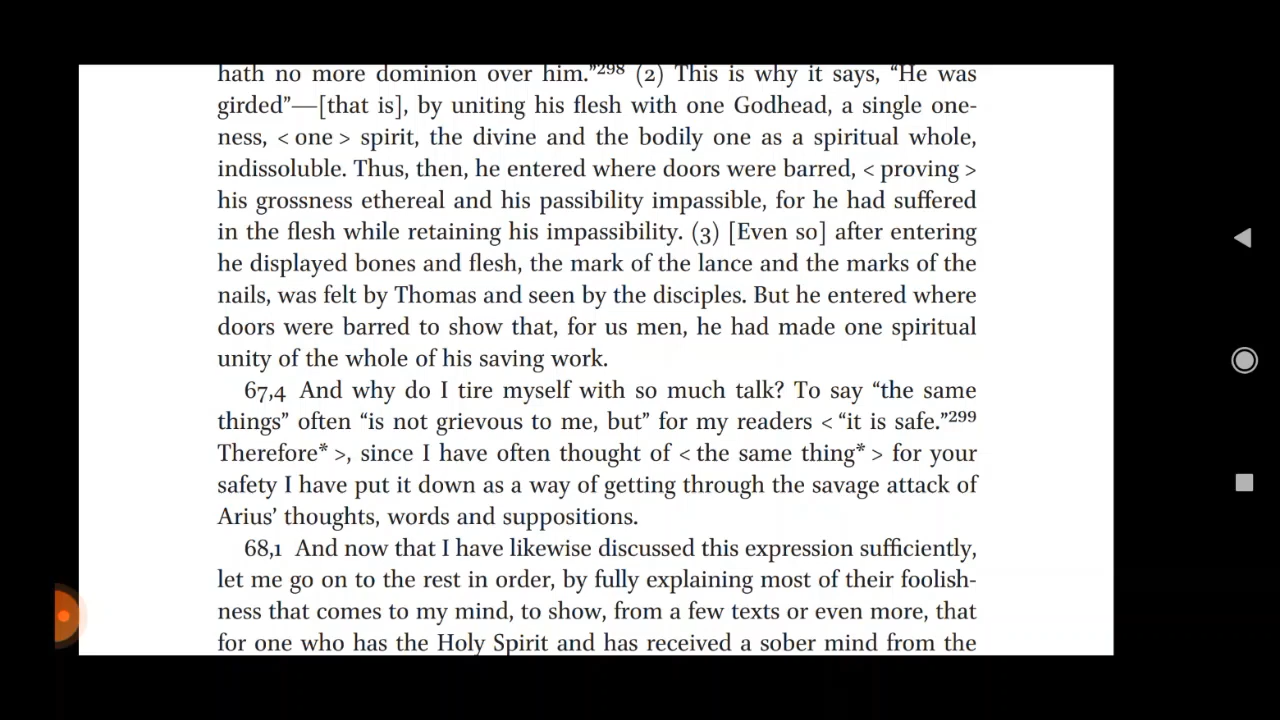 hath no more dominion over him.”298 (2) This is why it says, “He was
girded”—[that is], by uniting his flesh with one Godhead, a single one-
ness, < one > spirit, the divine and the bodily one as a spiritual whole,
indissoluble. Thus, then, he entered where doors were barred, < proving >
his grossness ethereal and his passibility impassible, for he had suffered
in the flesh while retaining his impassibility. (3) [Even so] after entering
he displayed bones and flesh, the mark of the lance and the marks of the
nails, was felt by Thomas and seen by the disciples. But he entered where
doors were barred to show that, for us men, he had made one spiritual
unity of the whole of his saving work.
67,4 And why do I tire myself with so much talk? To say “the same
things” often “is not grievous to me, but” for my readers < “it is safe.”299
Therefore* >, since I have often thought of < the same thing* > for your
safety I have put it down as a way of getting through the savage attack of
Arius’ thoughts, words and suppositions.
68,1 And now that I have likewise discussed this expression sufficiently,
let me go on to the rest in order, by fully explaining most of their foolish-
ness that comes to my mind, to show, from a few texts or even more, that
for one who has the Holy Spirit and has received a sober mind from the